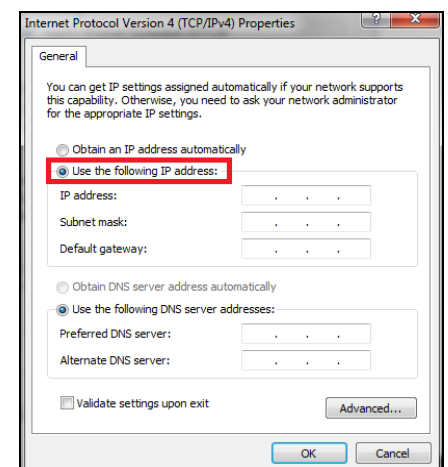 Internet Protocol Version 4 (TCP/IPv4) Properties
?
X
General
You can get IP settings assigned automatically if your network supports
this capability. Otherwise, you need to ask your network administrator
for the appropriate IP settings.
Obtain an IP address automatically
Use the following IP address:
IP address: . . .
Subnet mask: . . .
Default gateway: . . .
Obtain DNS server address automatically
Use the following DNS server addresses:
Preferred DNS server: . . .
Alternate DNS server: . . .
Validate settings upon exit
Advanced...
OK Cancel